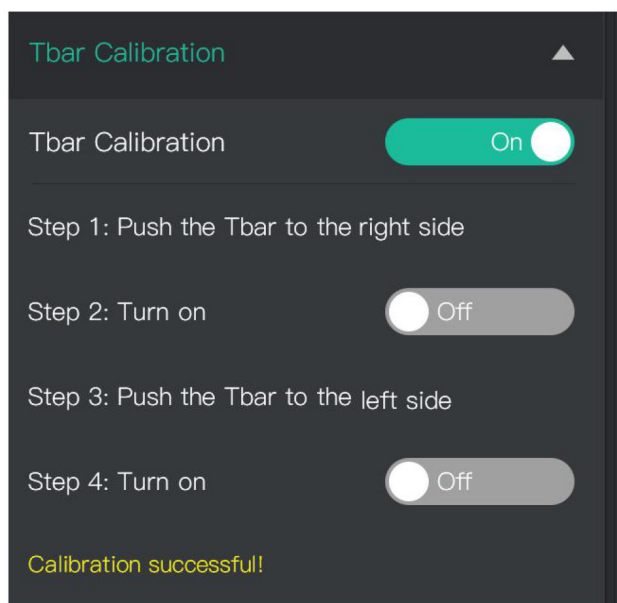 Tbar Calibration
Tbar Calibration On
Step 1: Push the Tbar to the right side
Step 2: Turn on Off
Step 3: Push the Tbar to the left side
Step 4: Turn on Off
Calibration successful!